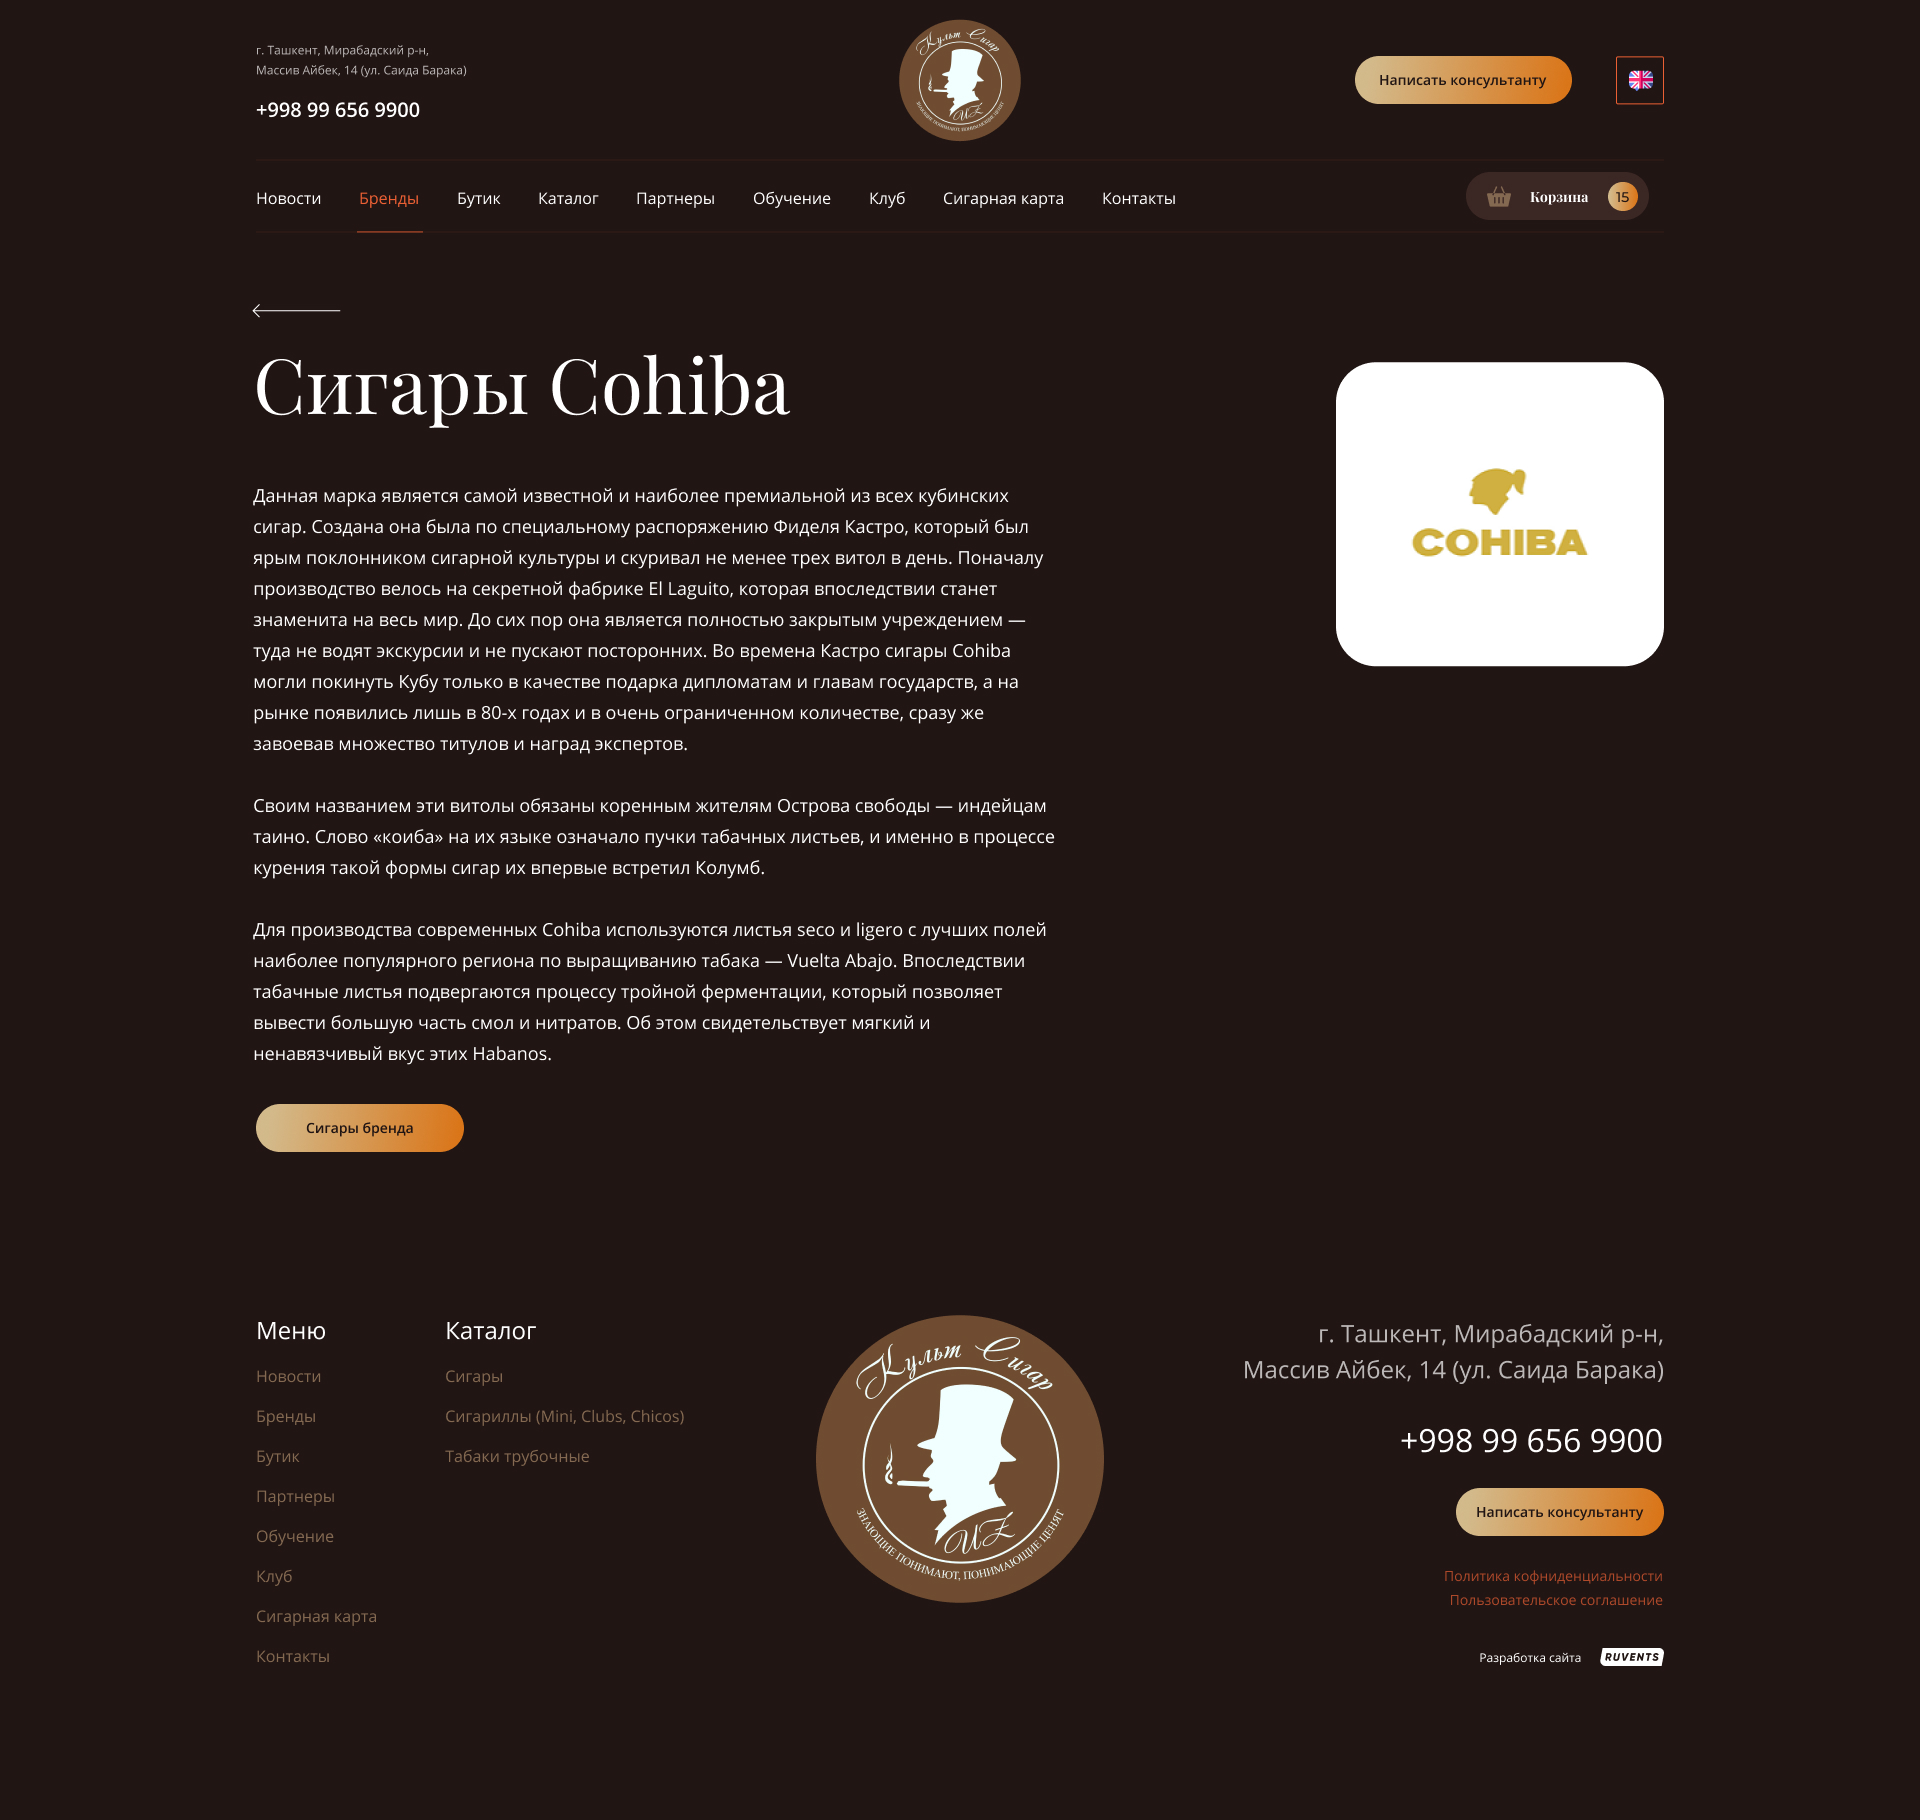 г. Ташкент, Мирабадский р-н,
Массив Айбек, 14 (ул. Саида Барака)
+998 99 656 9900
Культ Сигар
UZ
ЗНАЮЩИЕ ПОНИМАЮТ, ПОНИМАЮЩИЕ ЦЕНЯТ
Написать консультанту
Новости Бренды Бутик Каталог Партнеры Обучение Клуб Сигарная карта Контакты
Корзина 15
Сигары Cohiba
COHIBA
Данная марка является самой известной и наиболее премиальной из всех кубинских
сигар. Создана она была по специальному распоряжению Фиделя Кастро, который был
ярым поклонником сигарной культуры и скуривал не менее трех витол в день. Поначалу
производство велось на секретной фабрике El Laguito, которая впоследствии станет
знаменита на весь мир. До сих пор она является полностью закрытым учреждением —
туда не водят экскурсии и не пускают посторонних. Во времена Кастро сигары Cohiba
могли покинуть Кубу только в качестве подарка дипломатам и главам государств, а на
рынке появились лишь в 80-х годах и в очень ограниченном количестве, сразу же
завоевав множество титулов и наград экспертов.
Своим названием эти витолы обязаны коренным жителям Острова свободы — индейцам
таино. Слово «коиба» на их языке означало пучки табачных листьев, и именно в процессе
курения такой формы сигар их впервые встретил Колумб.
Для производства современных Cohiba используются листья seco и ligero с лучших полей
наиболее популярного региона по выращиванию табака — Vuelta Abajo. Впоследствии
табачные листья подвергаются процессу тройной ферментации, который позволяет
вывести большую часть смол и нитратов. Об этом свидетельствует мягкий и
ненавязчивый вкус этих Habanos.
Сигары бренда
Меню
Новости
Бренды
Бутик
Партнеры
Обучение
Клуб
Сигарная карта
Контакты
Каталог
Сигары
Сигариллы (Mini, Clubs, Chicos)
Табаки трубочные
Культ Сигар
UZ
ЗНАЮЩИЕ ПОНИМАЮТ, ПОНИМАЮЩИЕ ЦЕНЯТ
г. Ташкент, Мирабадский р-н,
Массив Айбек, 14 (ул. Саида Барака)
+998 99 656 9900
Написать консультанту
Политика кофниденциальности
Пользовательское соглашение
Разработка сайта RUVENTS